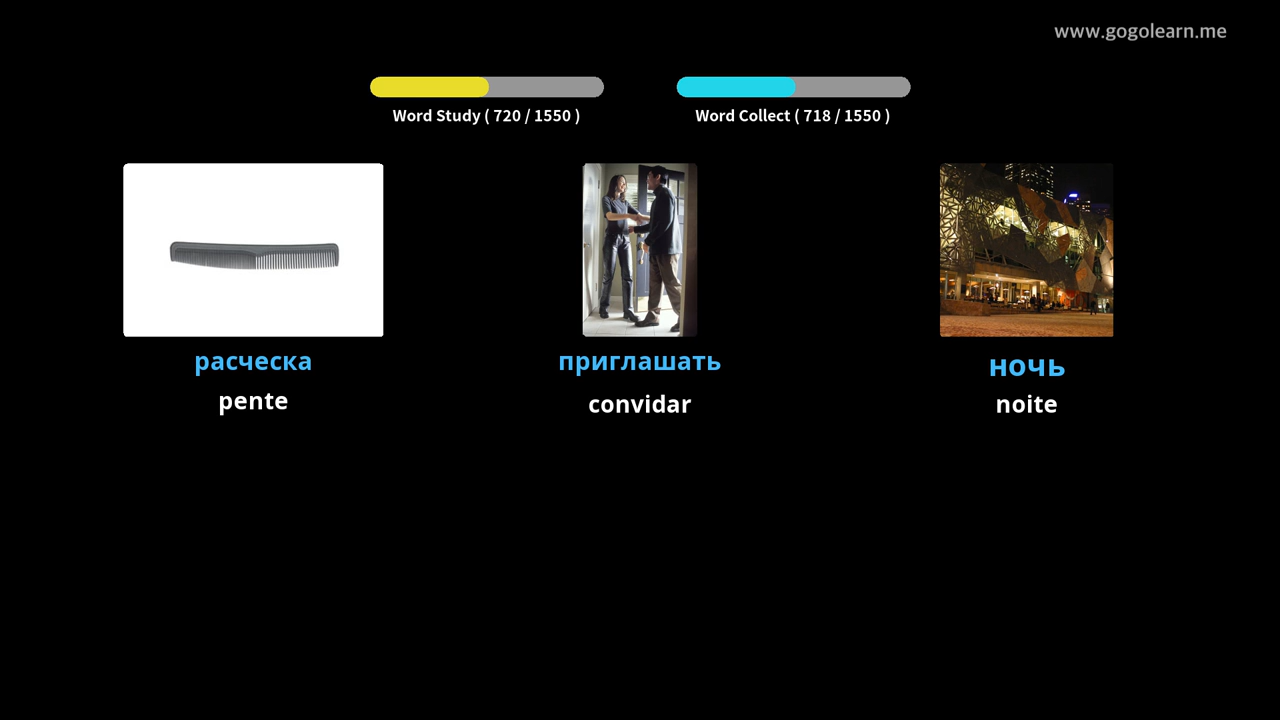 www.gogolearn.me
Word Study ( 720 / 1550 )
Word Collect ( 718 / 1550 )
расческа
pente
приглашать
convidar
ночь
noite